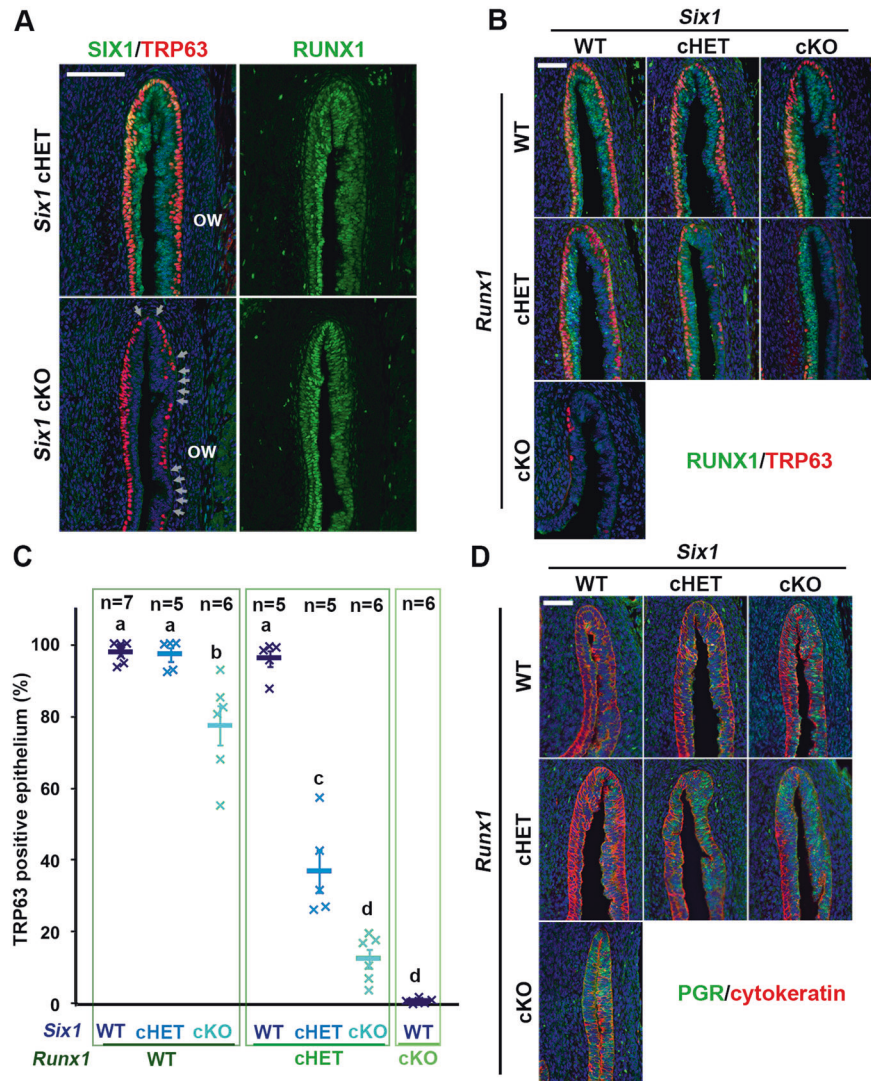 A
SIX1/TRP63
RUNX1
Six1 cHET
OW
Six1 cKO
OW
B
Six1
WT
cHET
cKO
Runx1
WT
cHET
cKO
RUNX1/TRP63
C
TRP63 positive epithelium (%)
100
80
60
40
20
0
n=7
n=5
n=6
n=5
n=5
n=6
n=6
a
a
b
a
c
d
d
Six1
WT
cHET
cKO
WT
cHET
cKO
WT
Runx1
WT
cHET
cKO
D
Six1
WT
cHET
cKO
Runx1
WT
cHET
cKO
PGR/cytokeratin